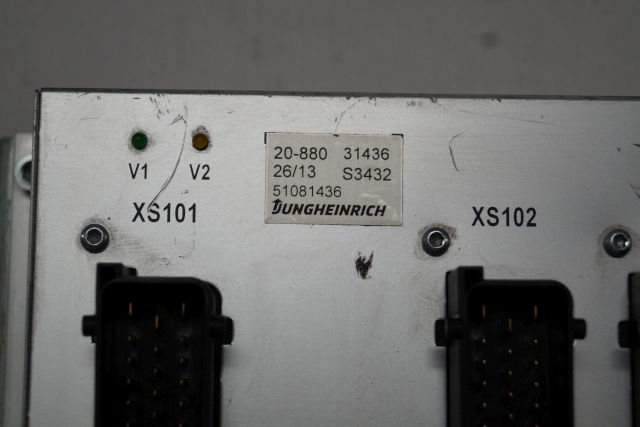 V1 V2
XS101
20-880 31436
26/13 S3432
51081436
JUNGHEINRICH
XS102